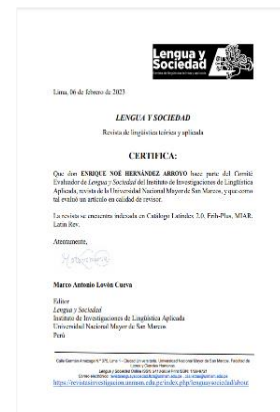 Lengua y
Sociedad
Lima, 06 de febrero de 2023
LENGUA Y SOCIEDAD
Revista de lingüística teórica y aplicada
CERTIFICA:
Que don ENRIQUE NOÉ HERNÁNDEZ ARROYO hace parte del Comité
Evaluador de Lengua y Sociedad del Instituto de Investigaciones de Lingüística
Aplicada, revista de la Universidad Nacional Mayor de San Marcos, y que como
tal evaluó un artículo en calidad de revisor.
La revista se encuentra indexada en Catálogo Latindex 2.0, Erih-Plus, MIAR,
Latin Rev.
Atentamente,
Marco Antonio Lovón Cueva
Editor
Lengua y Sociedad
Instituto de Investigaciones de Lingüística Aplicada
Universidad Nacional Mayor de San Marcos
Perú
https://revistasinvestigacion.unmsm.edu.pe/index.php/lenguaysociedad/about